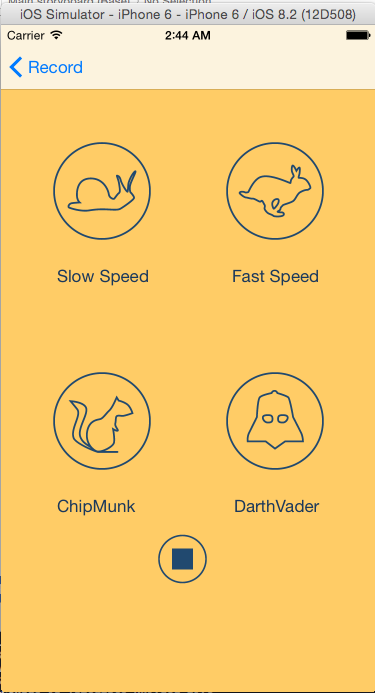 iOS Simulator - iPhone 6 - iPhone 6 / iOS 8.2 (12D508)
Carrier 2:44 AM
Record
Slow Speed Fast Speed
ChipMunk DarthVader